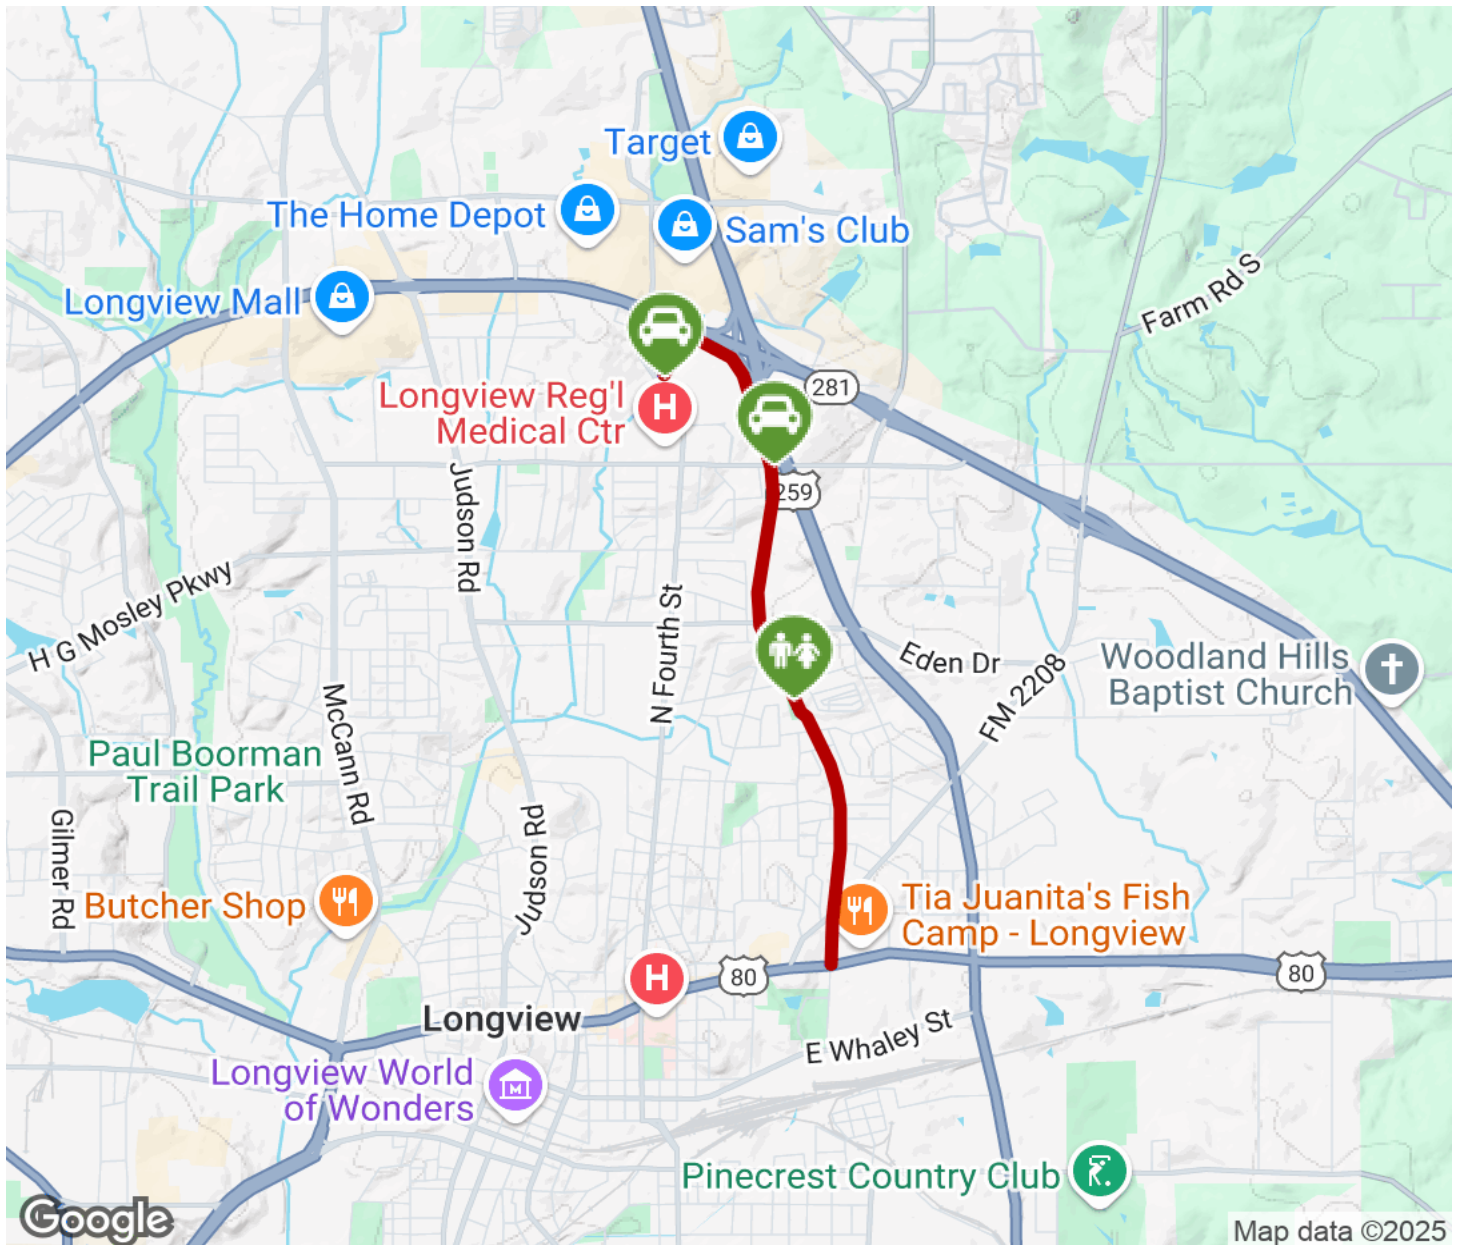 Target
The Home Depot
Sam's Club
Longview Mall
Farm Rd S
281
Longview Reg'l
Medical Ctr
H
259
Judson Rd
H G Mosley Pkwy
N Fourth St
Eden Dr
FM 2208
Woodland Hills
Baptist Church
McCann Rd
Paul Boorman
Trail Park
Gilmer Rd
Judson Rd
Butcher Shop
Tia Juanita's Fish
Camp - Longview
H
80
80
Longview
E Whaley St
Longview World
of Wonders
M
Pinecrest Country Club
Google
Map data ©2025